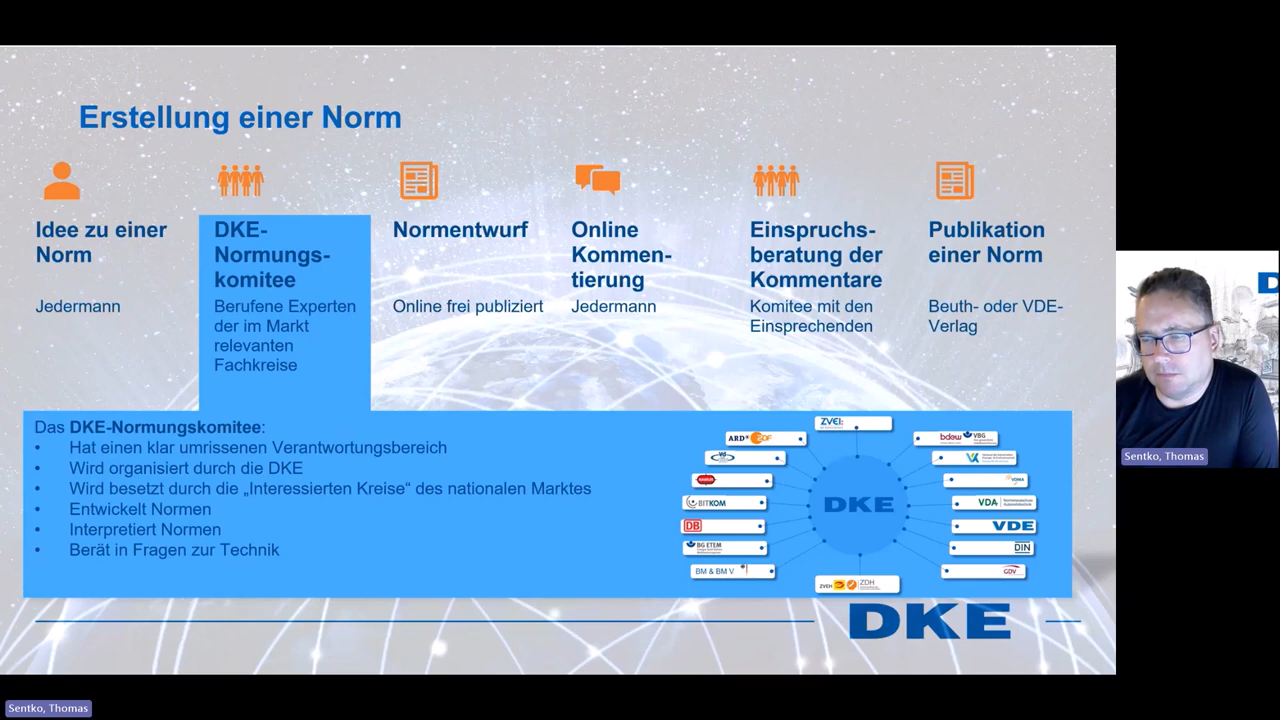 Erstellung einer Norm
Idee zu einer
Norm
Jedermann
DKE-
Normungs-
komitee
Berufene Experten
der im Markt
relevanten
Fachkreise
Normentwurf
Online frei publiziert
Online
Kommen-
tierung
Jedermann
Einspruchs-
beratung der
Kommentare
Komitee mit den
Einsprechenden
Publikation
einer Norm
Beuth- oder VDE-
Verlag
Das DKE-Normungskomitee:
• Hat einen klar umrissenen Verantwortungsbereich
• Wird organisiert durch die DKE
• Wird besetzt durch die „Interessierten Kreise“ des nationalen Marktes
• Entwickelt Normen
• Interpretiert Normen
• Berät in Fragen zur Technik
ZVEI:
ARD ZDF
bdew
VBG
BITKOM
VDA
DB
VDE
BG ETEM
DIN
BM & BM V
GDV
ZVEH
ZDH
DKE
DKE
D
Sentko, Thomas
Sentko, Thomas